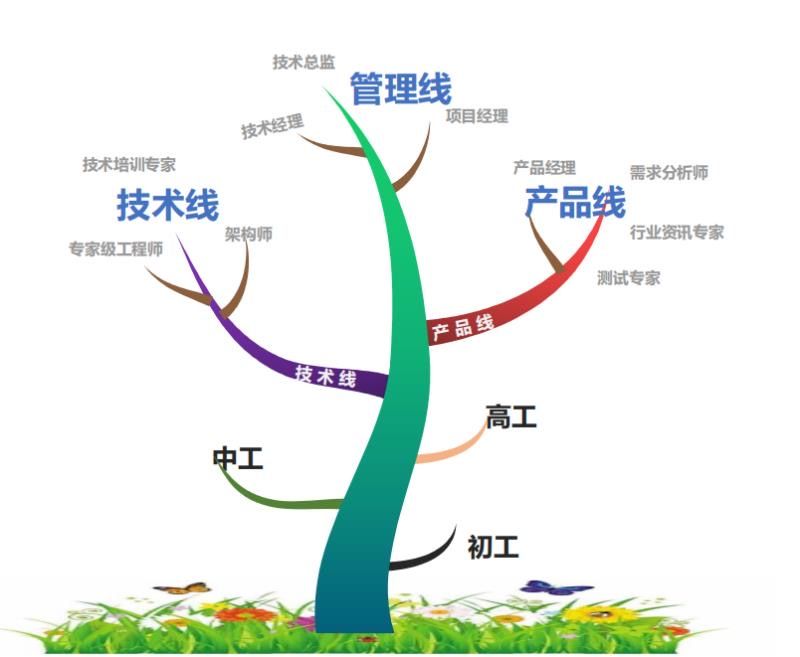 技术总监
管理线
技术经理
项目经理
技术培训专家
产品经理
需求分析师
技术线
产品线
架构师
专家级工程师
行业资讯专家
测试专家
产品线
技术线
高工
中工
初工